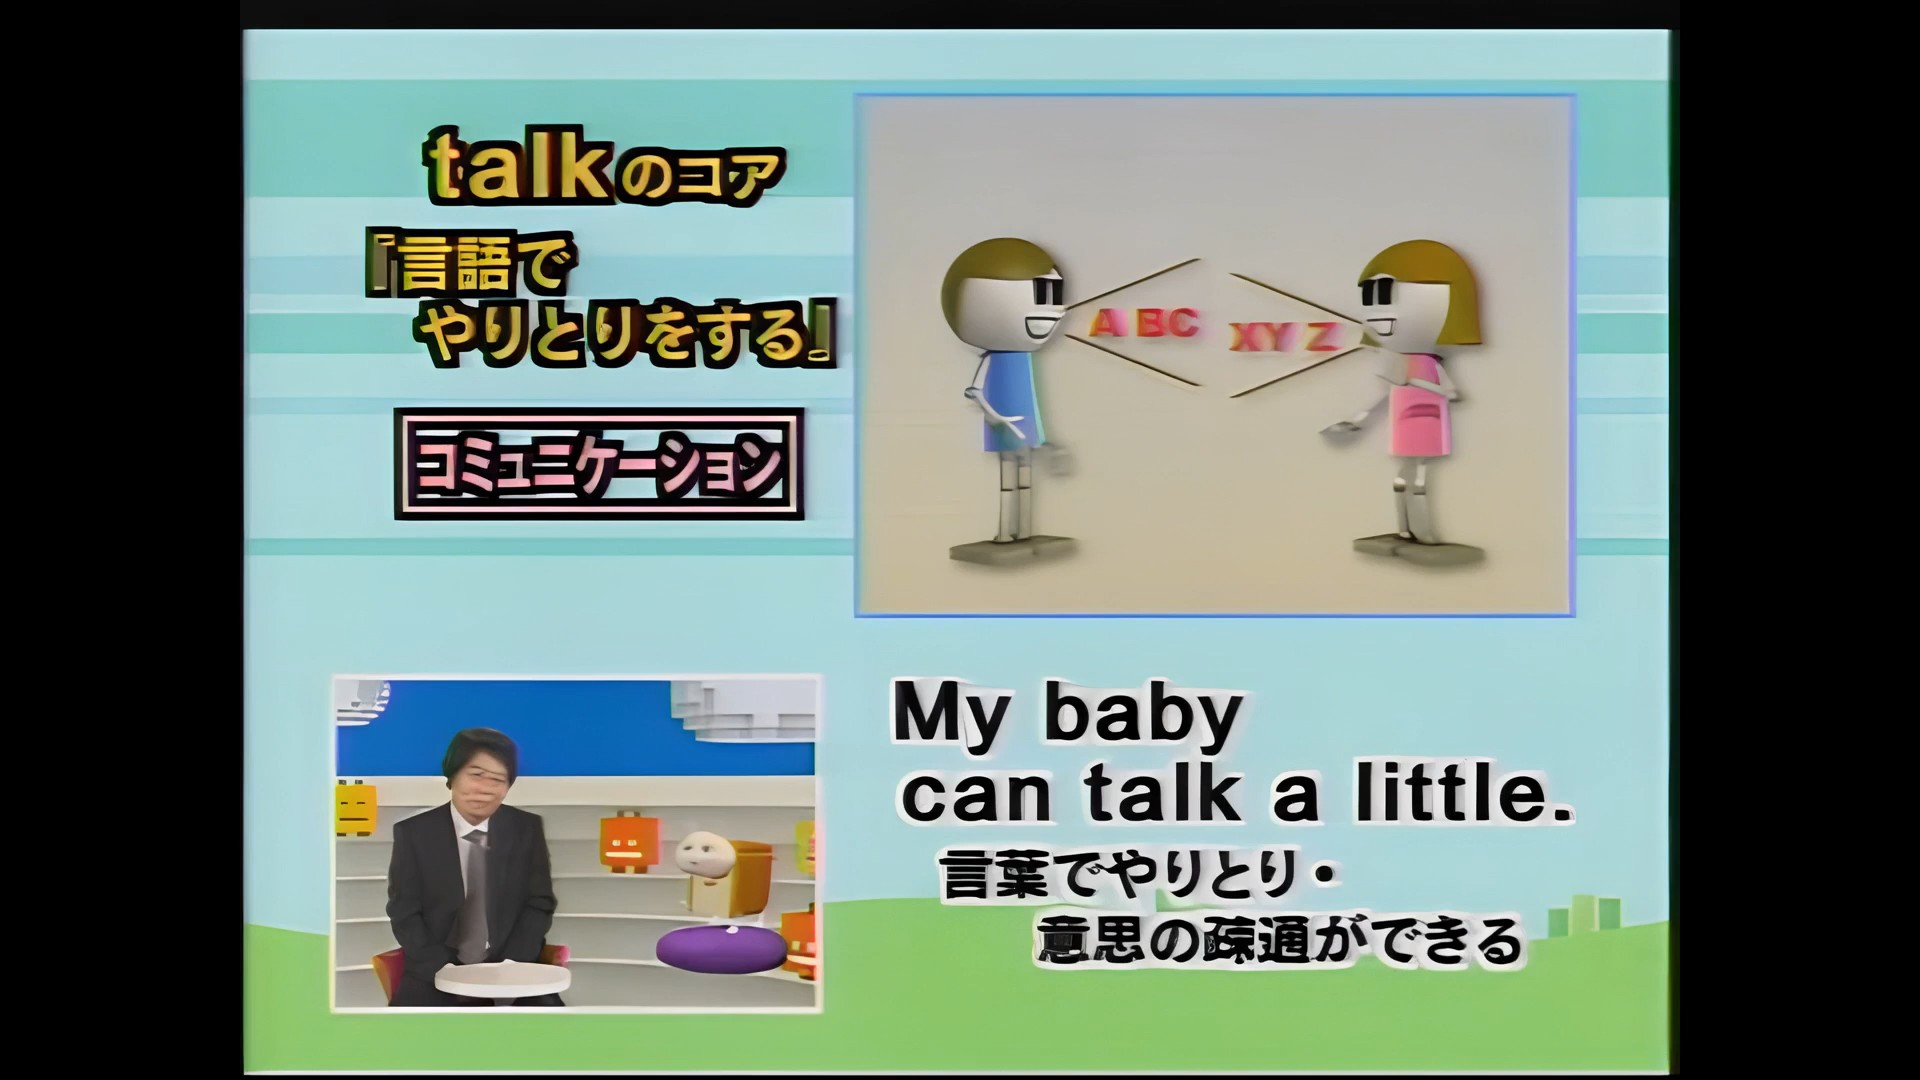 talkのコア
『言語で
やりとりをする』
コミュニケーション
ABC XYZ
My baby
can talk a little.
言葉でやりとり・
意思の疎通ができる